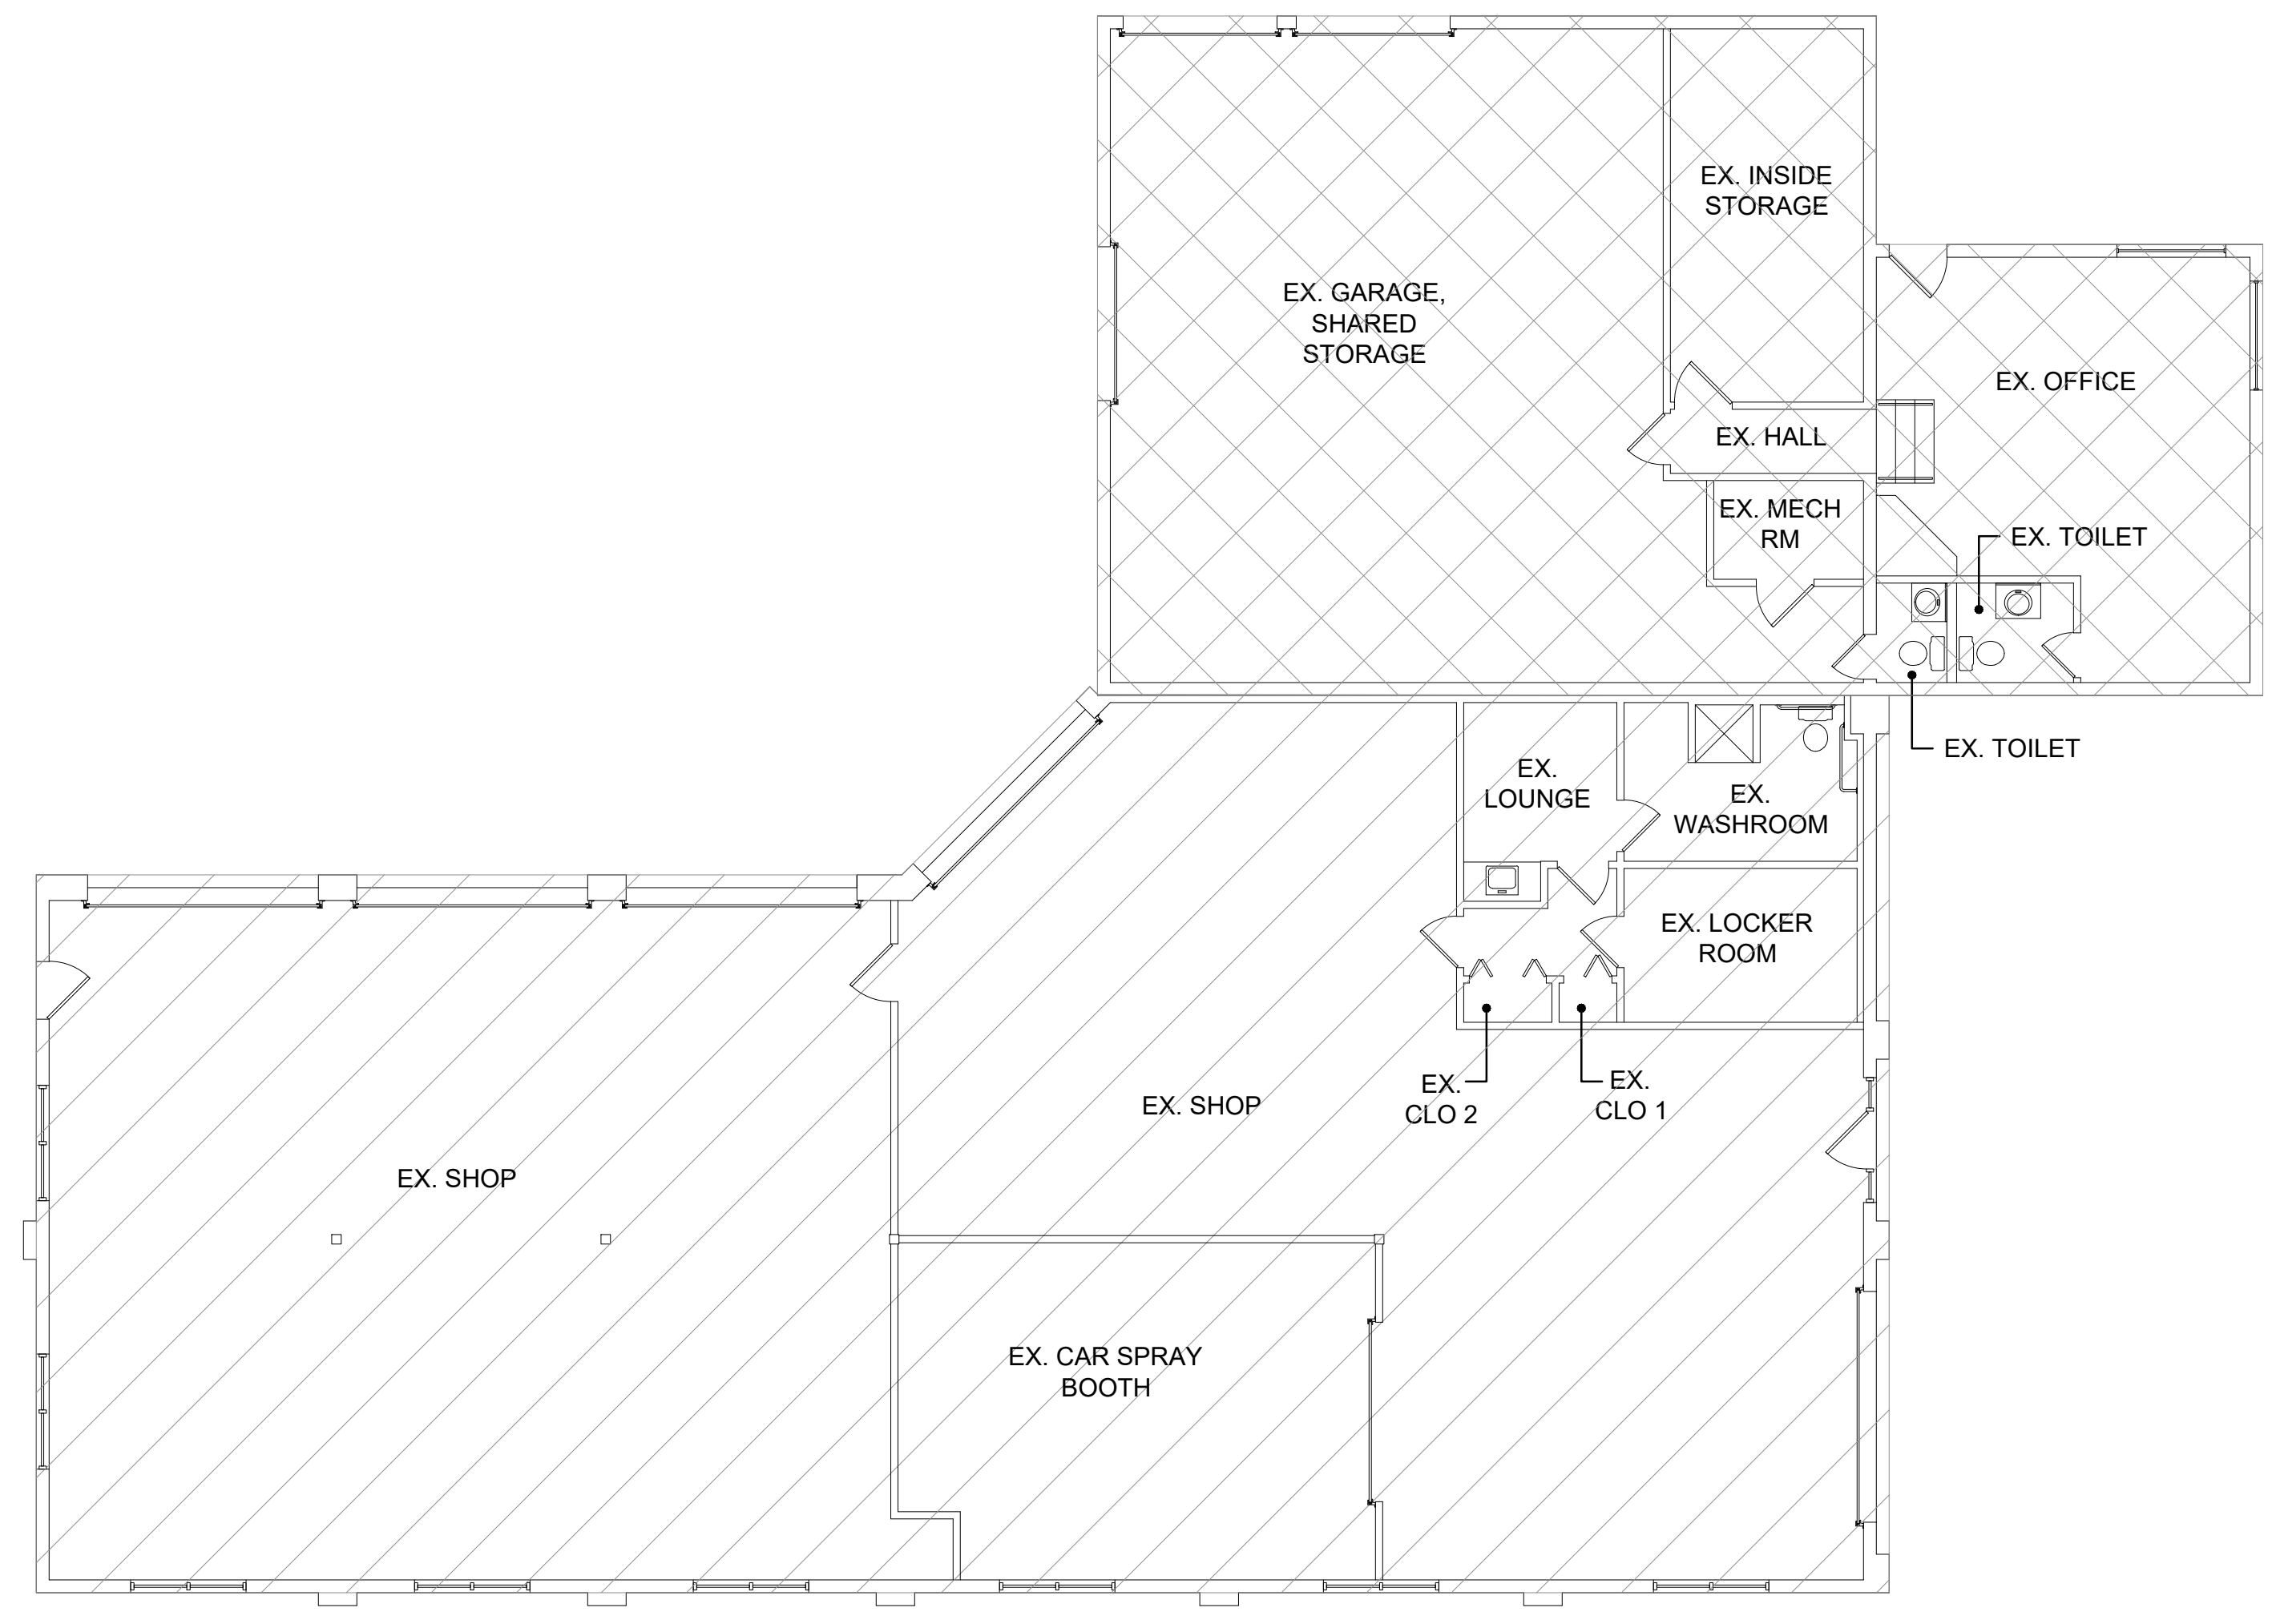 EX. INSIDE
STORAGE
EX. GARAGE,
SHARED
STORAGE
EX. OFFICE
EX. HALL
EX. MECH
RM
EX. TOILET
EX. TOILET
EX.
LOUNGE
EX.
WASHROOM
EX. LOCKER
ROOM
EX.
CLO 2
EX.
CLO 1
EX. SHOP
EX. SHOP
EX. CAR SPRAY
BOOTH